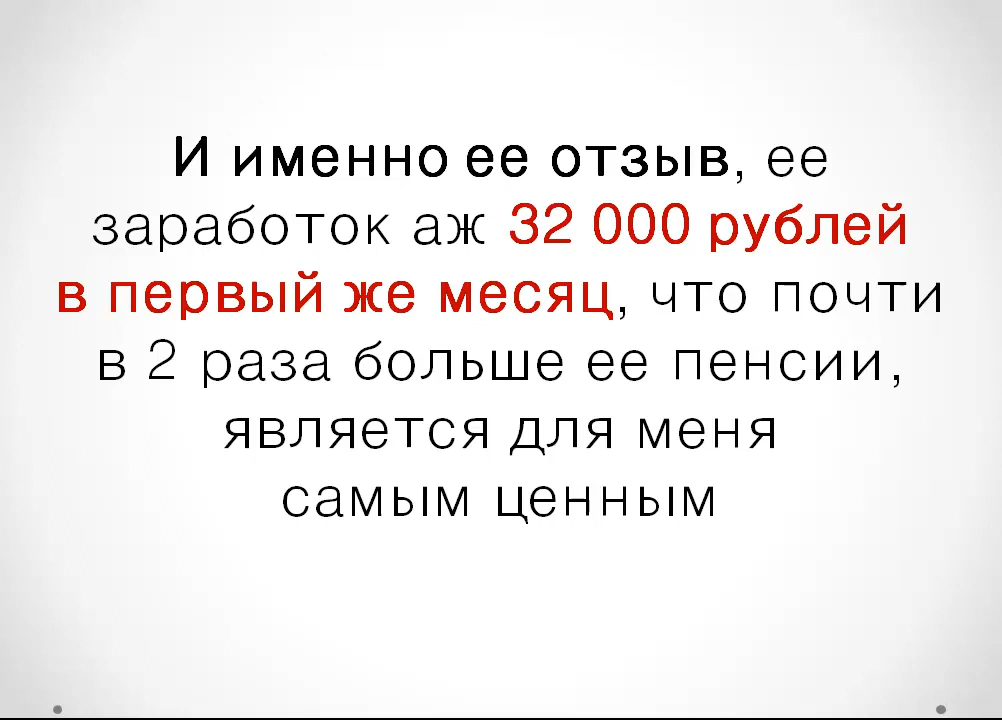 И именно ее отзыв, ее
заработок аж 32 000 рублей
в первый же месяц, что почти
в 2 раза больше ее пенсии,
является для меня
самым ценным